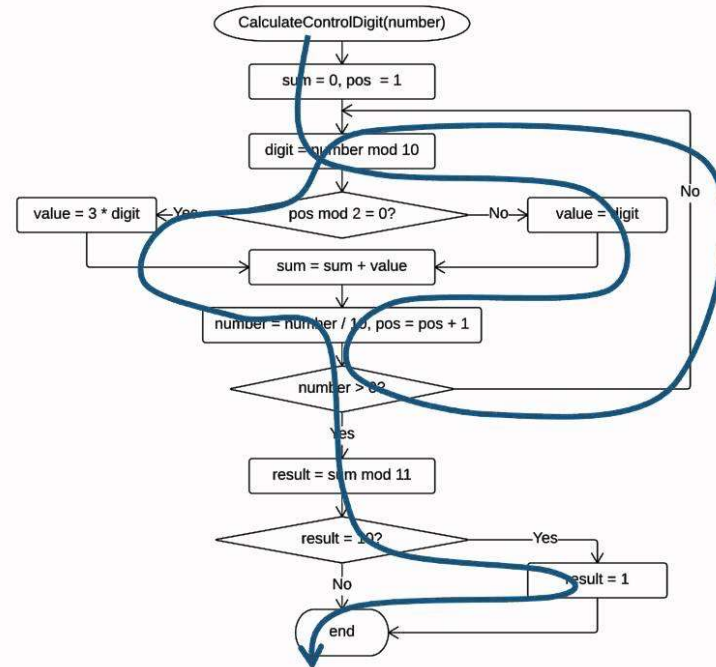 CalculateControlDigit(number)
sum = 0, pos = 1
digit = number mod 10
No
value = 3 * digit
Yes
pos mod 2 = 0?
No
value = digit
sum = sum + value
number = number / 10, pos = pos + 1
number > 0?
Yes
result = sum mod 11
result = 10?
Yes
No
result = 1
end